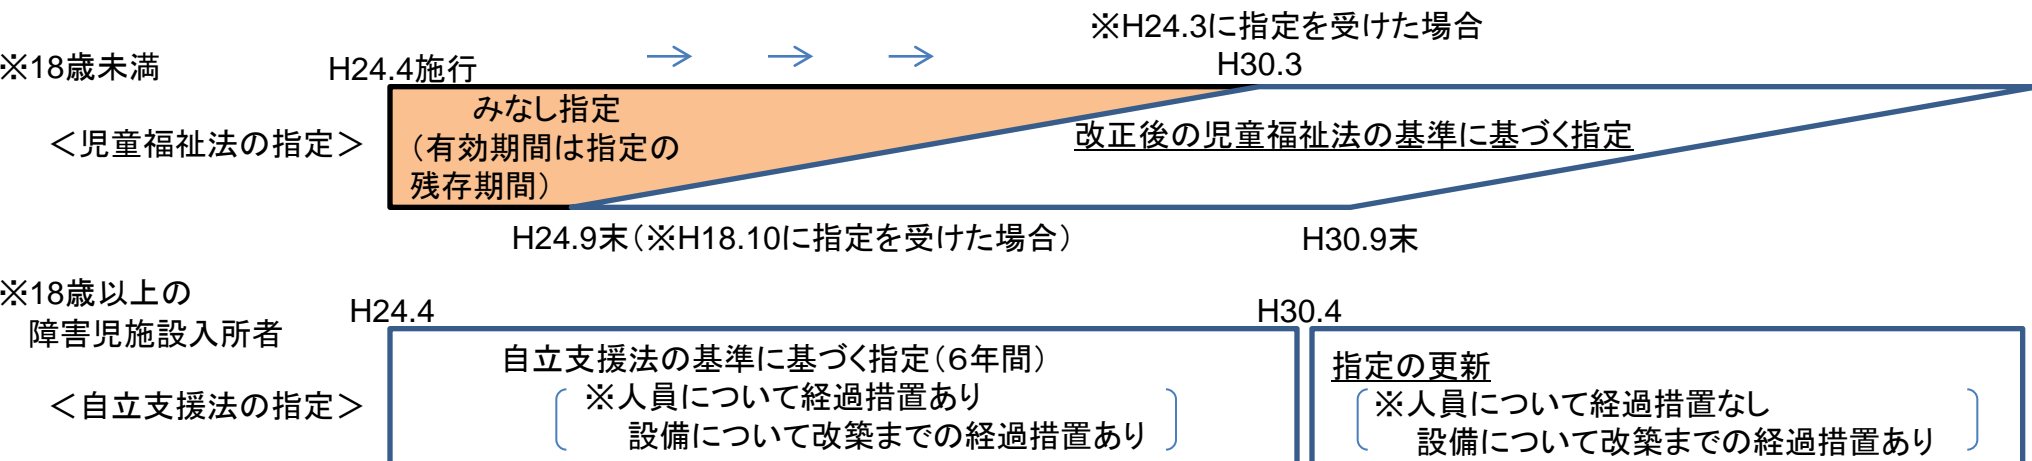 ※H24.3に指定を受けた場合
※18歳未満
H24.4施行
→ → →
H30.3
＜児童福祉法の指定＞
みなし指定
（有効期間は指定の
残存期間）
改正後の児童福祉法の基準に基づく指定
H24.9末（※H18.10に指定を受けた場合）
H30.9末
※18歳以上の
障害児施設入所者
H24.4
H30.4
＜自立支援法の指定＞
自立支援法の基準に基づく指定（６年間）
※人員について経過措置あり
設備について改築までの経過措置あり
指定の更新
※人員について経過措置なし
設備について改築までの経過措置あり